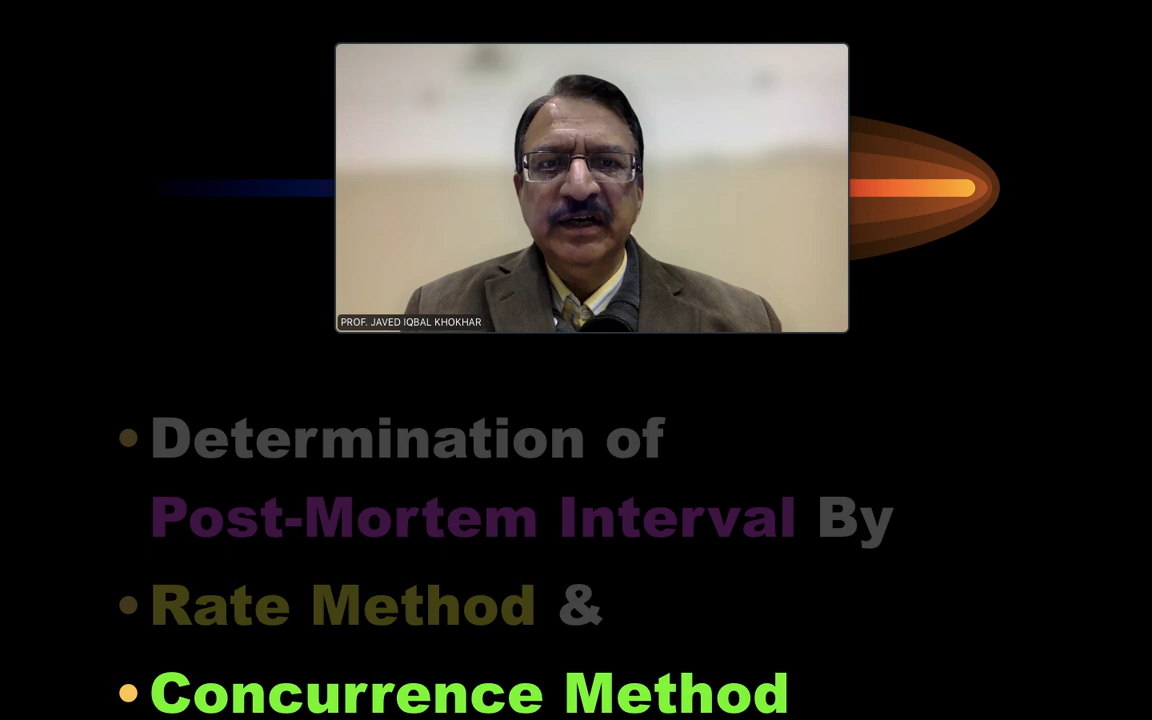 PROF. JAVED IQBAL KHOKHAR
• Determination of
Post-Mortem Interval By
• Rate Method &
• Concurrence Method